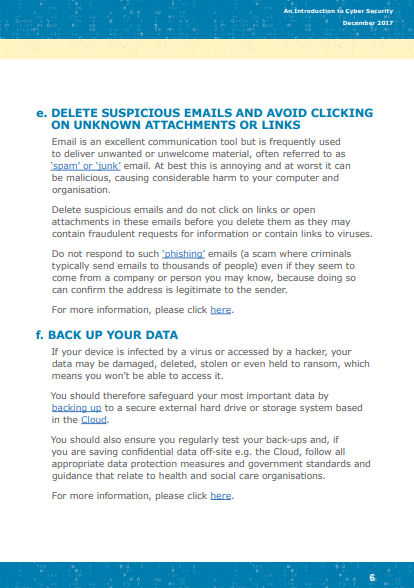 An Introduction to Cyber Security
December 2017
e. DELETE SUSPICIOUS EMAILS AND AVOID CLICKING
ON UNKNOWN ATTACHMENTS OR LINKS
Email is an excellent communication tool but is frequently used
to deliver unwanted or unwelcome material, often referred to as
‘spam’ or ‘junk’ email. At best this is annoying and at worst it can
be malicious, causing considerable harm to your computer and
organisation.
Delete suspicious emails and do not click on links or open
attachments in these emails before you delete them as they may
contain fraudulent requests for information or contain links to viruses.
Do not respond to such ‘phishing’ emails (a scam where criminals
typically send emails to thousands of people) even if they seem to
come from a company or person you may know, because doing so
can confirm the address is legitimate to the sender.
For more information, please click here.
f. BACK UP YOUR DATA
If your device is infected by a virus or accessed by a hacker, your
data may be damaged, deleted, stolen or even held to ransom, which
means you won’t be able to access it.
You should therefore safeguard your most important data by
backing up to a secure external hard drive or storage system based
in the Cloud.
You should also ensure you regularly test your back-ups and, if
you are saving confidential data off-site e.g. the Cloud, follow all
appropriate data protection measures and government standards and
guidance that relate to health and social care organisations.
For more information, please click here.
6